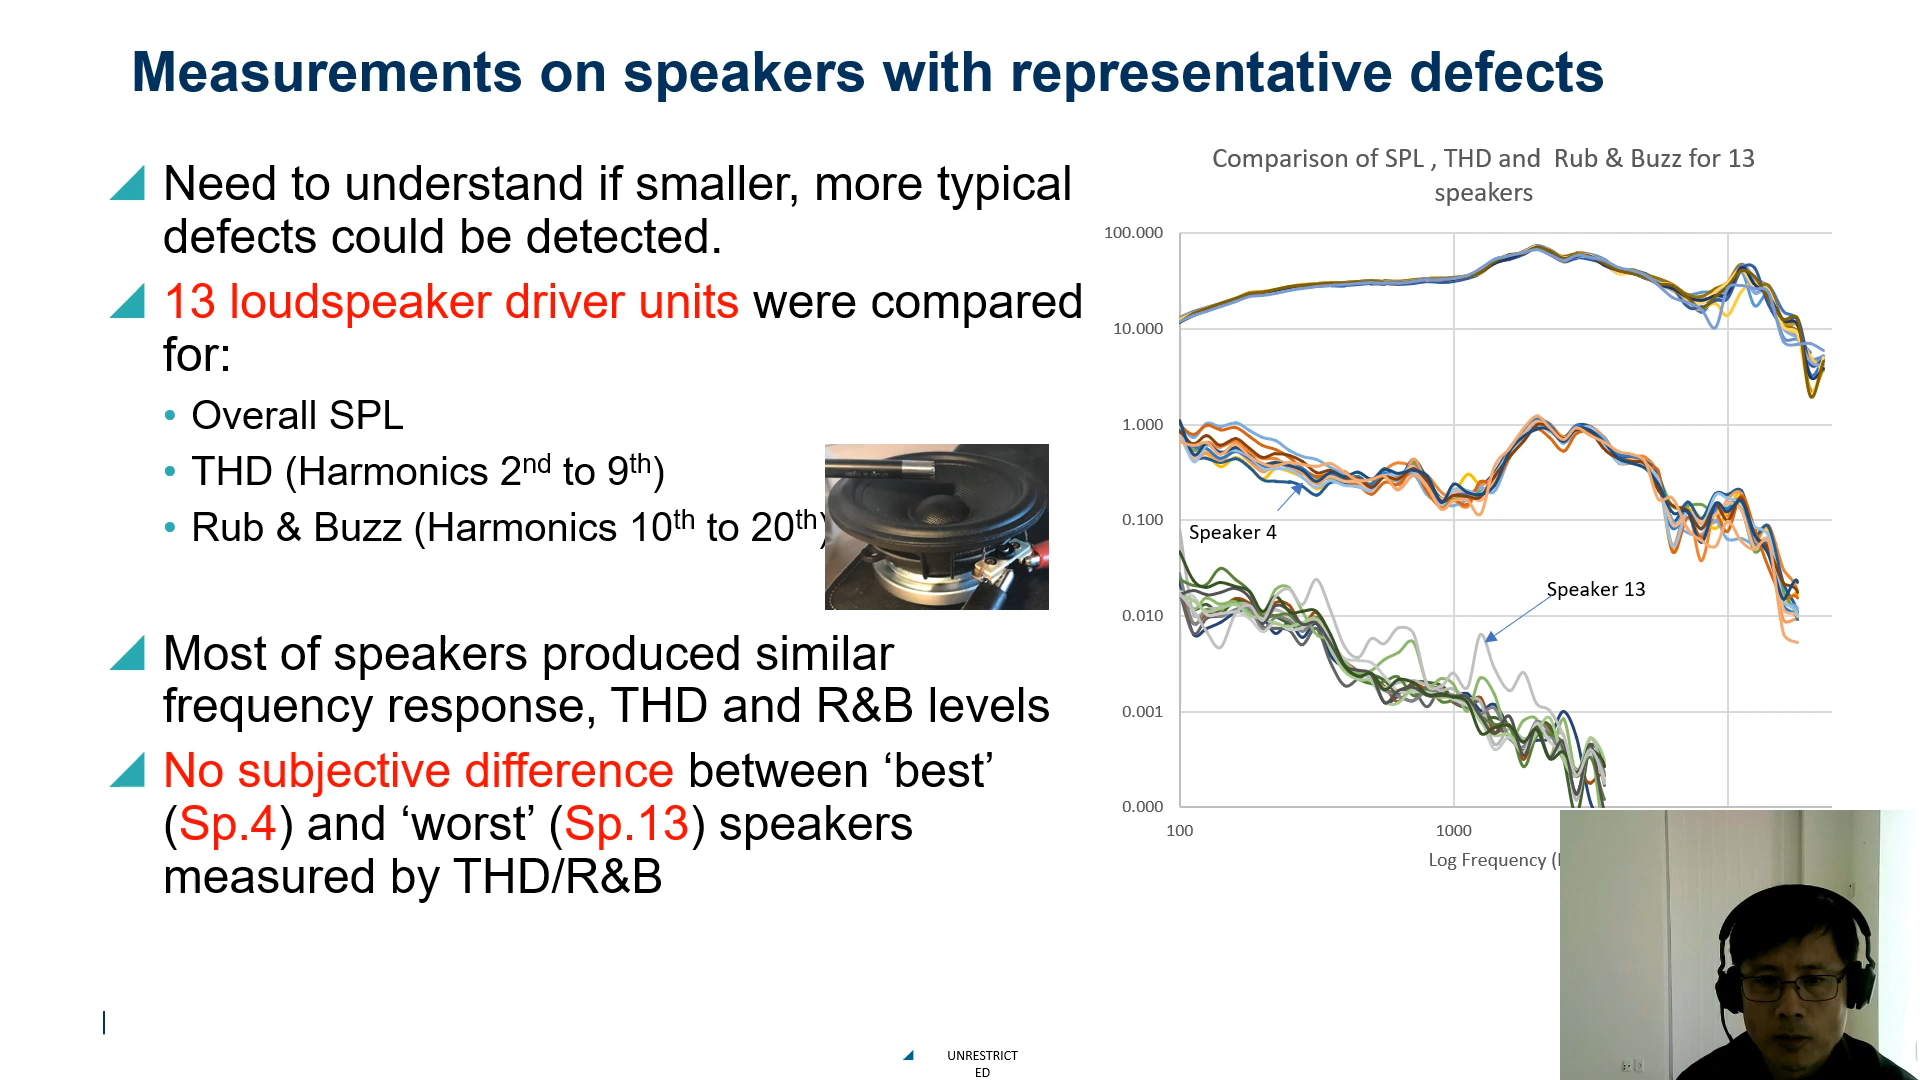 Measurements on speakers with representative defects
Need to understand if smaller, more typical
defects could be detected.
13 loudspeaker driver units were compared
for:
• Overall SPL
• THD (Harmonics 2nd to 9th)
• Rub & Buzz (Harmonics 10th to 20th)
Most of speakers produced similar
frequency response, THD and R&B levels
No subjective difference between ‘best’
(Sp.4) and ‘worst’ (Sp.13) speakers
measured by THD/R&B
Comparison of SPL , THD and Rub & Buzz for 13
speakers
100.000
10.000
1.000
0.100
0.010
0.001
0.000
Speaker 4
Speaker 13
100
1000
Log Frequency (
UNRESTRICT
ED